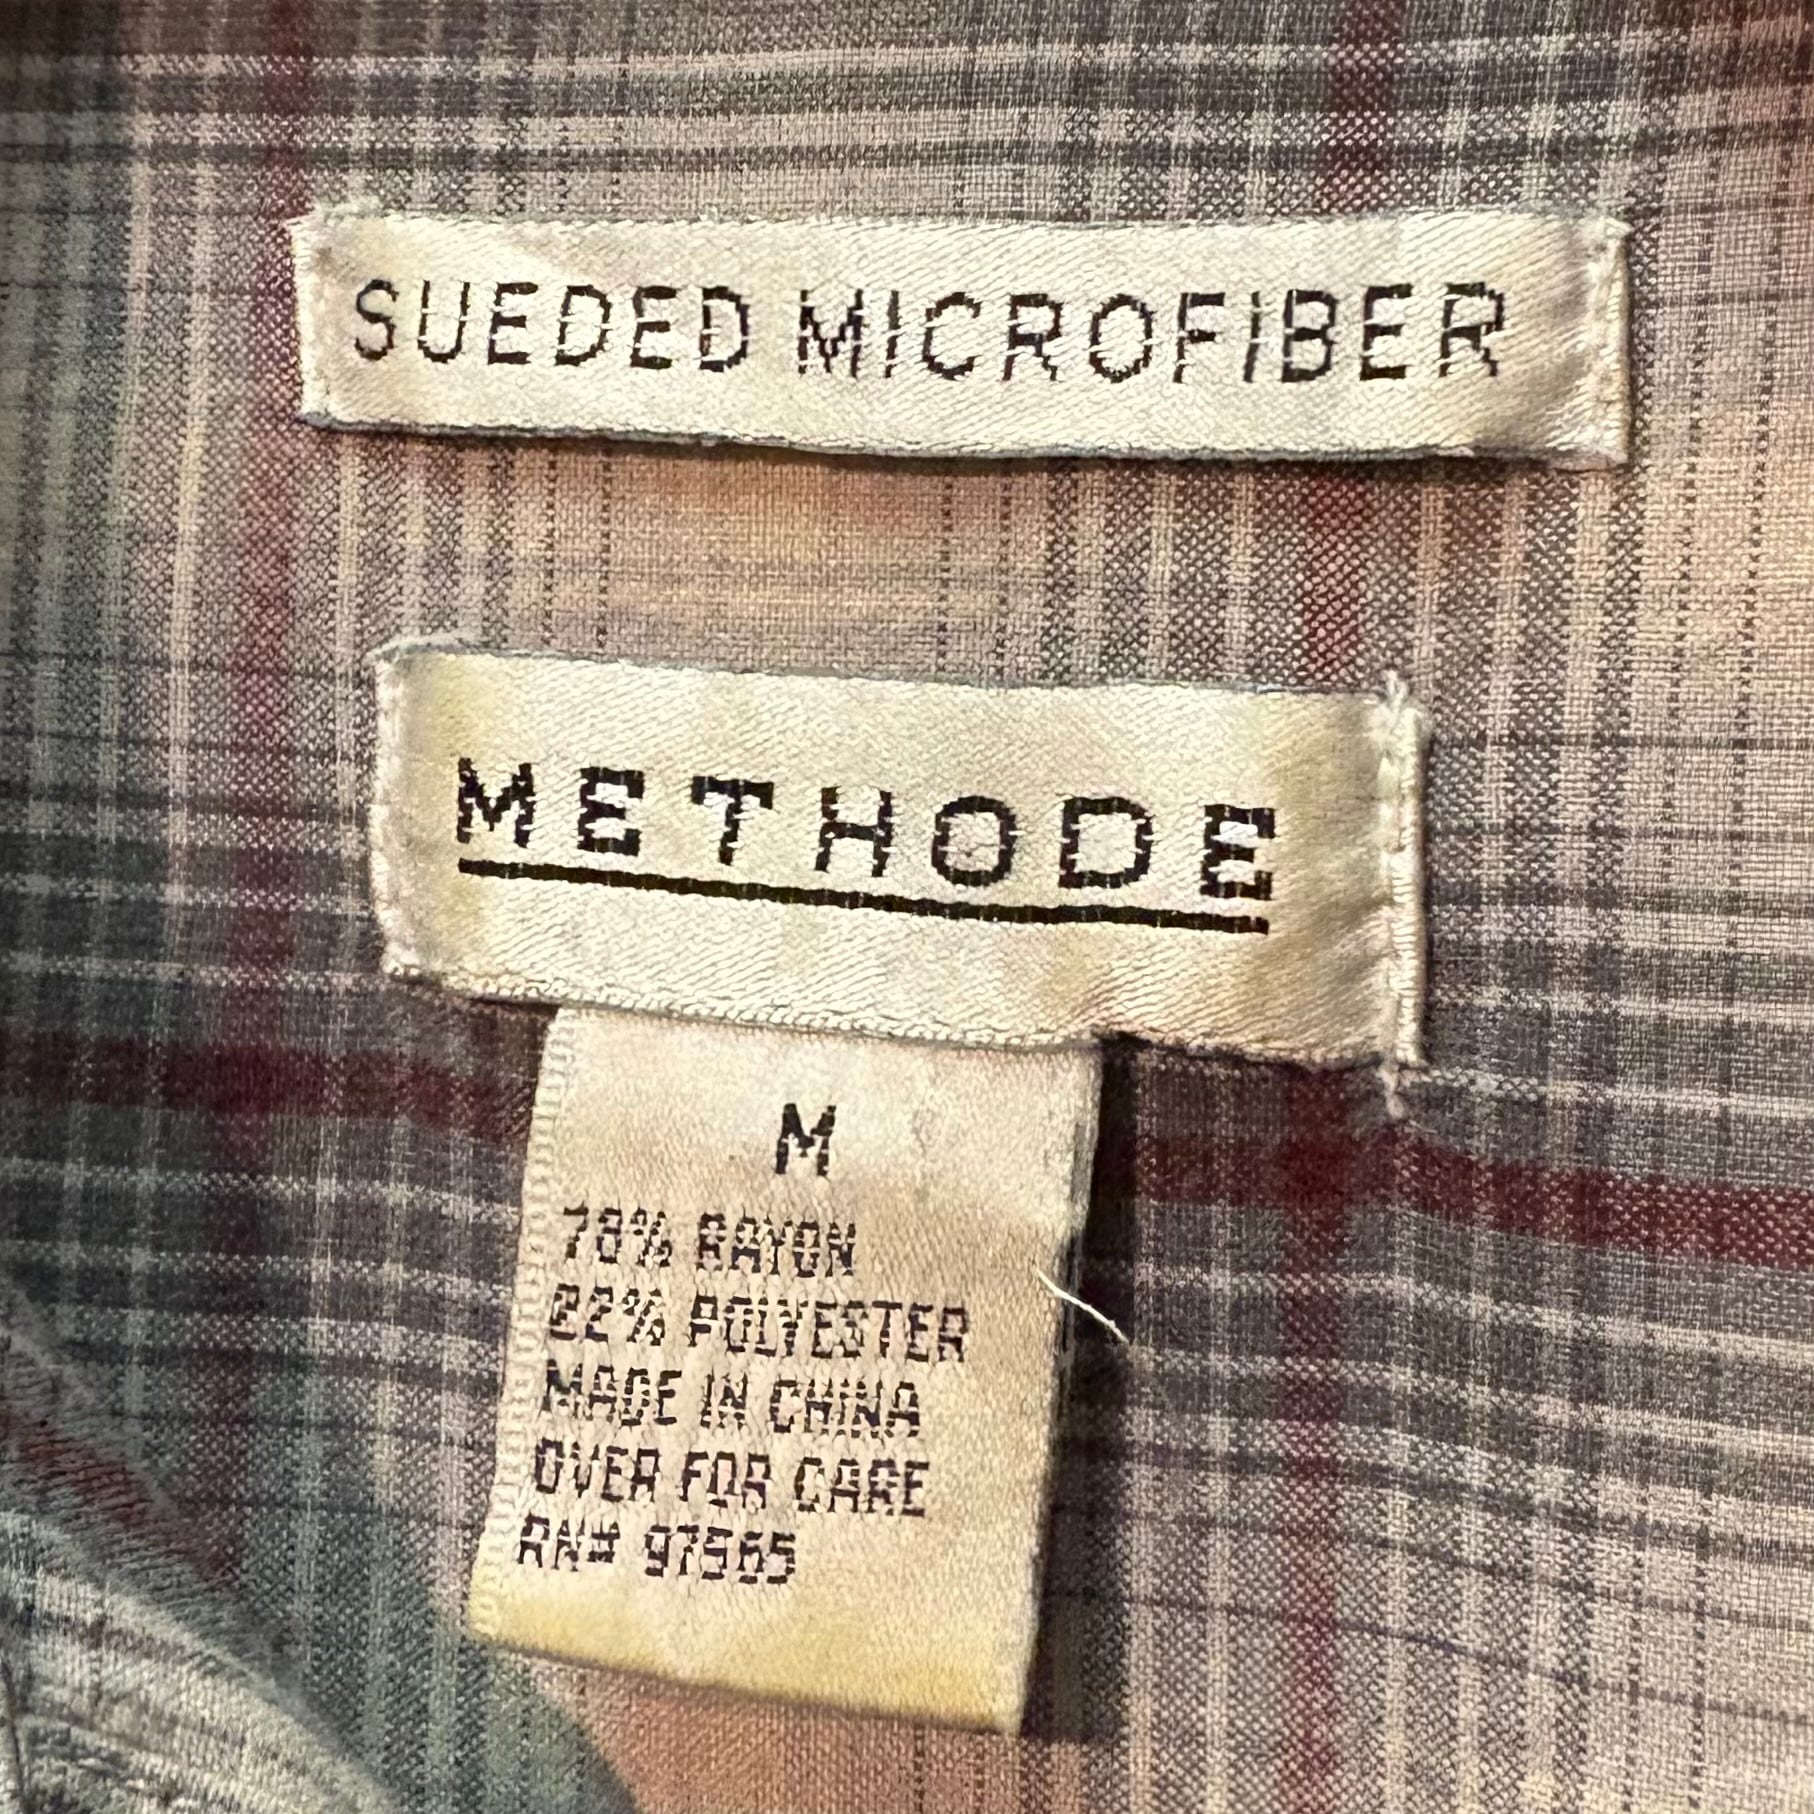 SUEDED MICROFIBER
METHODE
M
78% RAYON
22% POLYESTER
MADE IN CHINA
OVER FOR CARE
RN# 97565